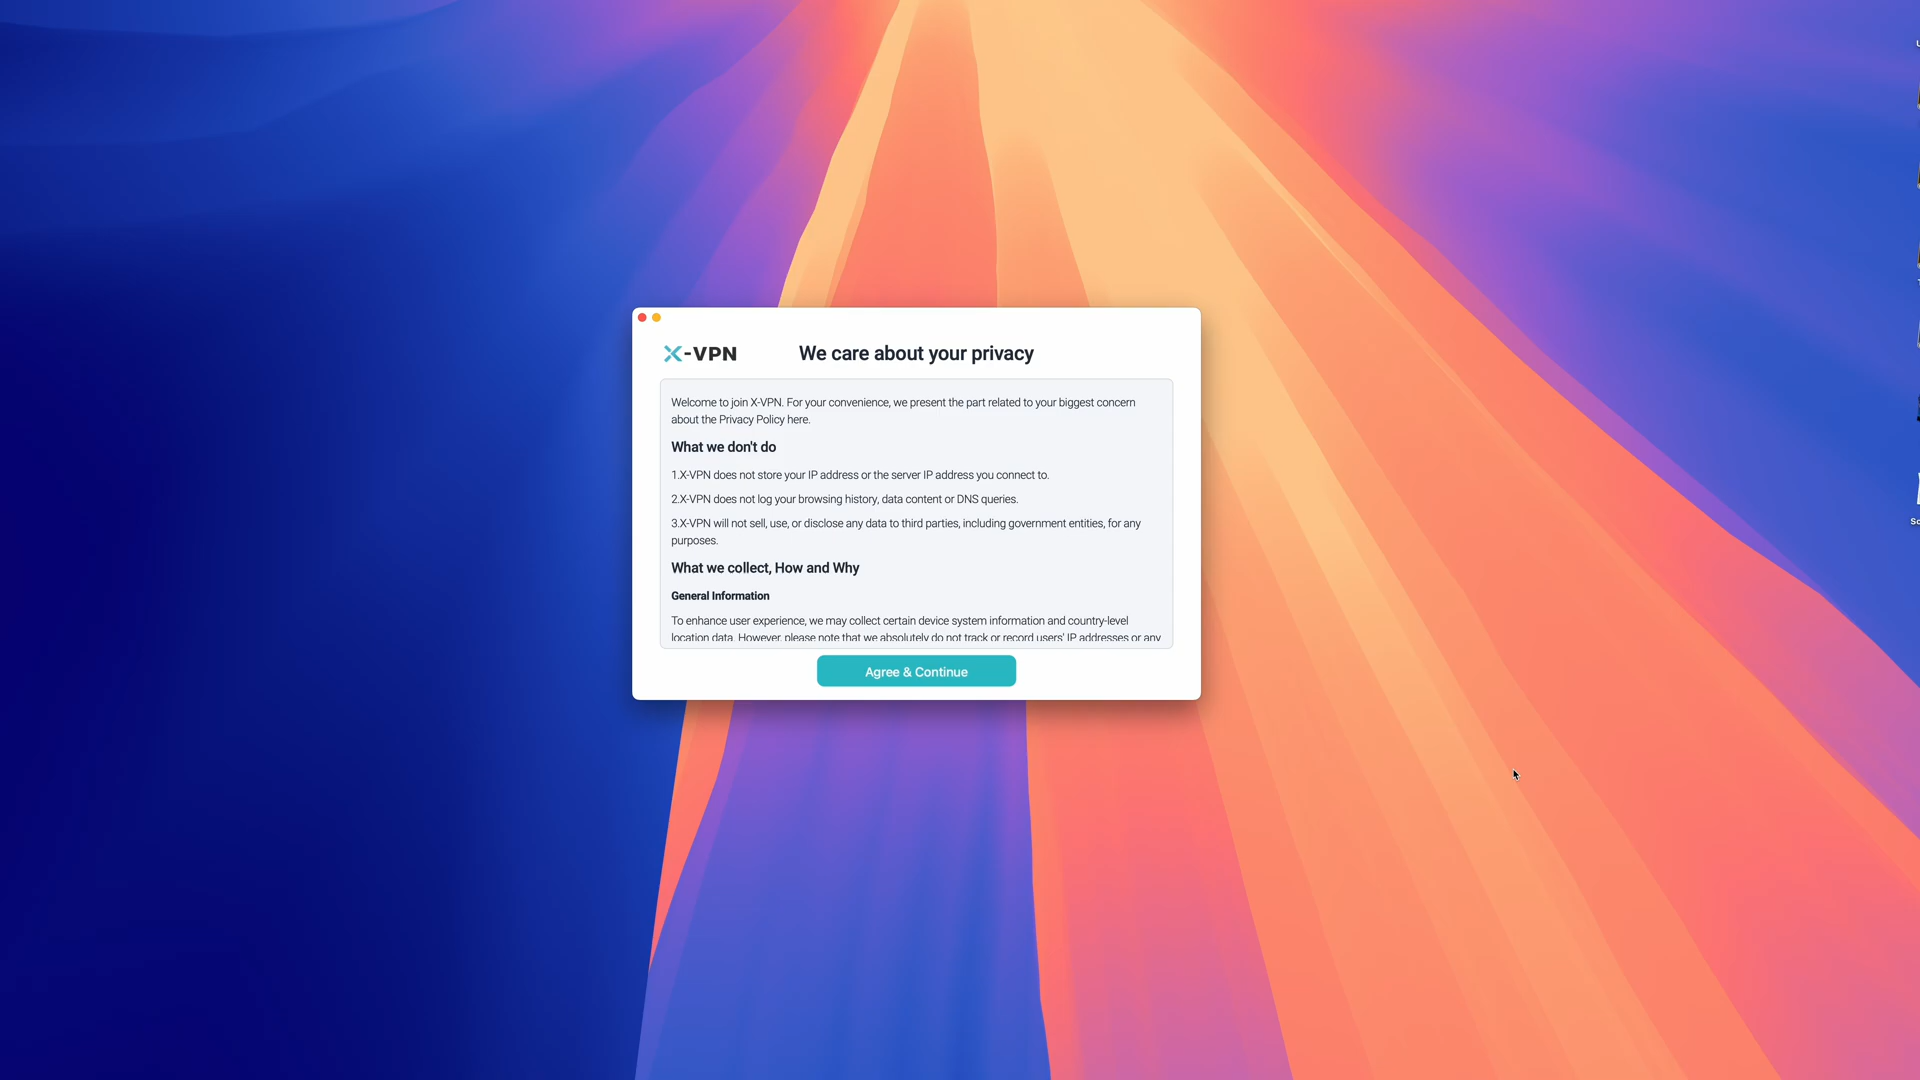 X-VPN
We care about your privacy
Welcome to join X-VPN. For your convenience, we present the part related to your biggest concern
about the Privacy Policy here.
What we don't do
1.X-VPN does not store your IP address or the server IP address you connect to.
2.X-VPN does not log your browsing history, data content or DNS queries.
3.X-VPN will not sell, use, or disclose any data to third parties, including government entities, for any
purposes.
What we collect, How and Why
General Information
To enhance user experience, we may collect certain device system information and country-level
location data. However, please note that we absolutely do not track or record users' IP addresses or any
Agree & Continue